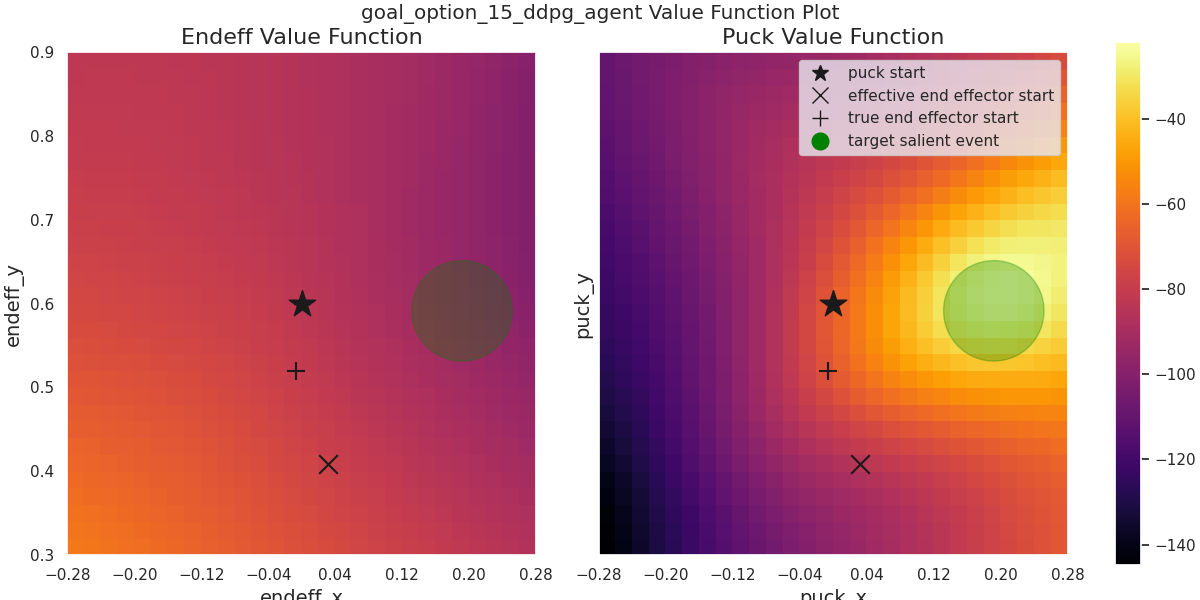 goal_option_15_ddpg_agent Value Function Plot
Endeff Value Function
Puck Value Function
puck start
effective end effector start
true end effector start
target salient event
endeff_y
0.9
0.8
0.7
0.6
0.5
0.4
0.3
−0.28 −0.20 −0.12 −0.04 0.04 0.12 0.20 0.28
endeff_x
puck_y
−0.28 −0.20 −0.12 −0.04 0.04 0.12 0.20 0.28
puck_x
−40
−60
−80
−100
−120
−140